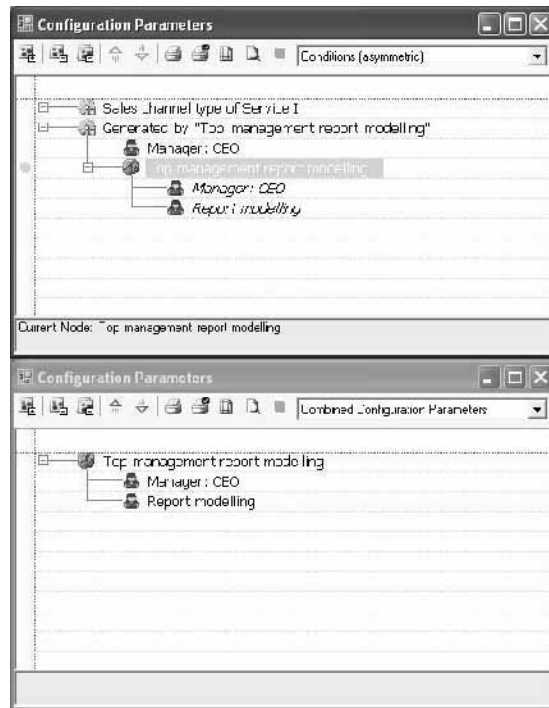 Configuration Parameters
Conditions (asymmetric)
Sales channel type of Service I
Generated by "Top management report modelling"
Manager: CEO
Top management report modelling
Manager: CEO
Report modelling
Current Node: Top management report modelling
Configuration Parameters
Combined Configuration Parameters
Top management report modelling
Manager: CEO
Report modelling